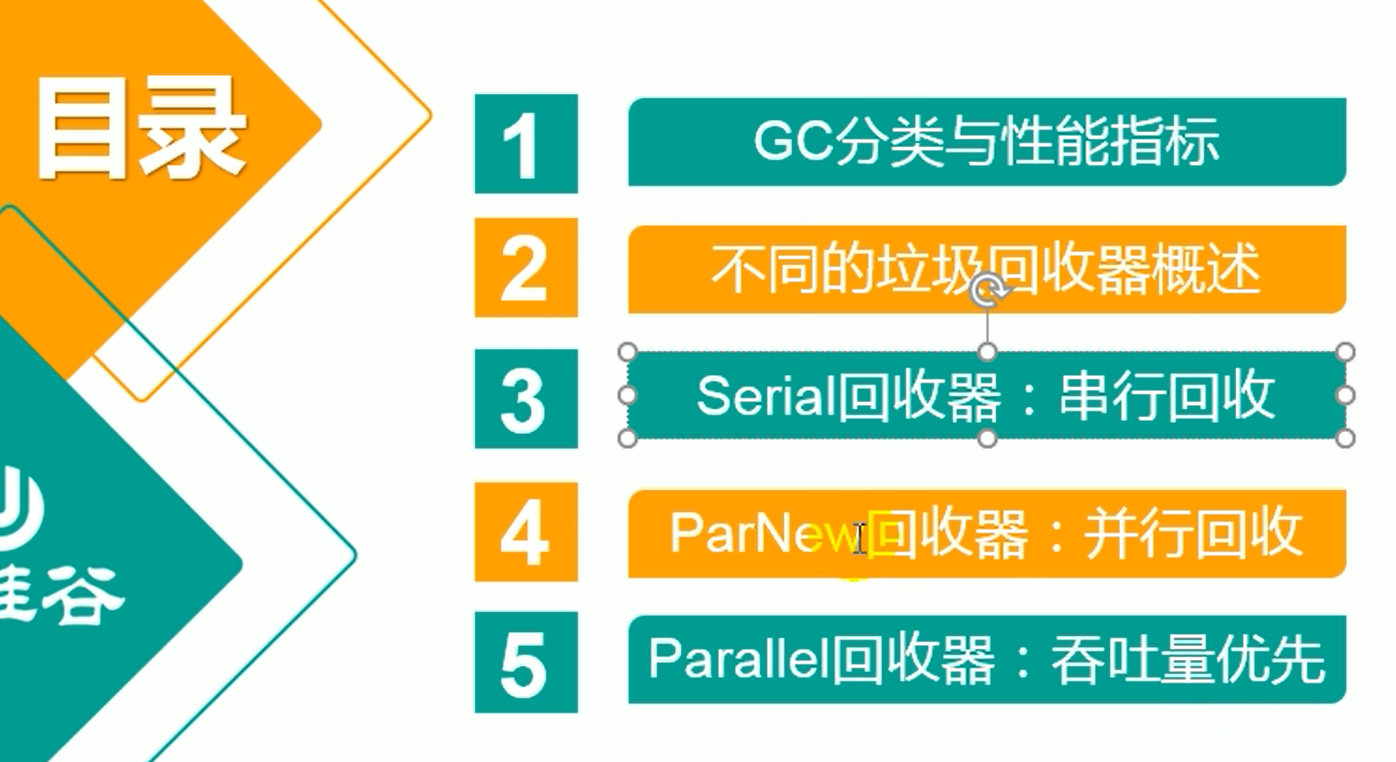 目录
1
GC分类与性能指标
2
不同的垃圾回收器概述
3
Serial回收器：串行回收
4
ParNew回收器：并行回收
5
Parallel回收器：吞吐量优先
硅谷